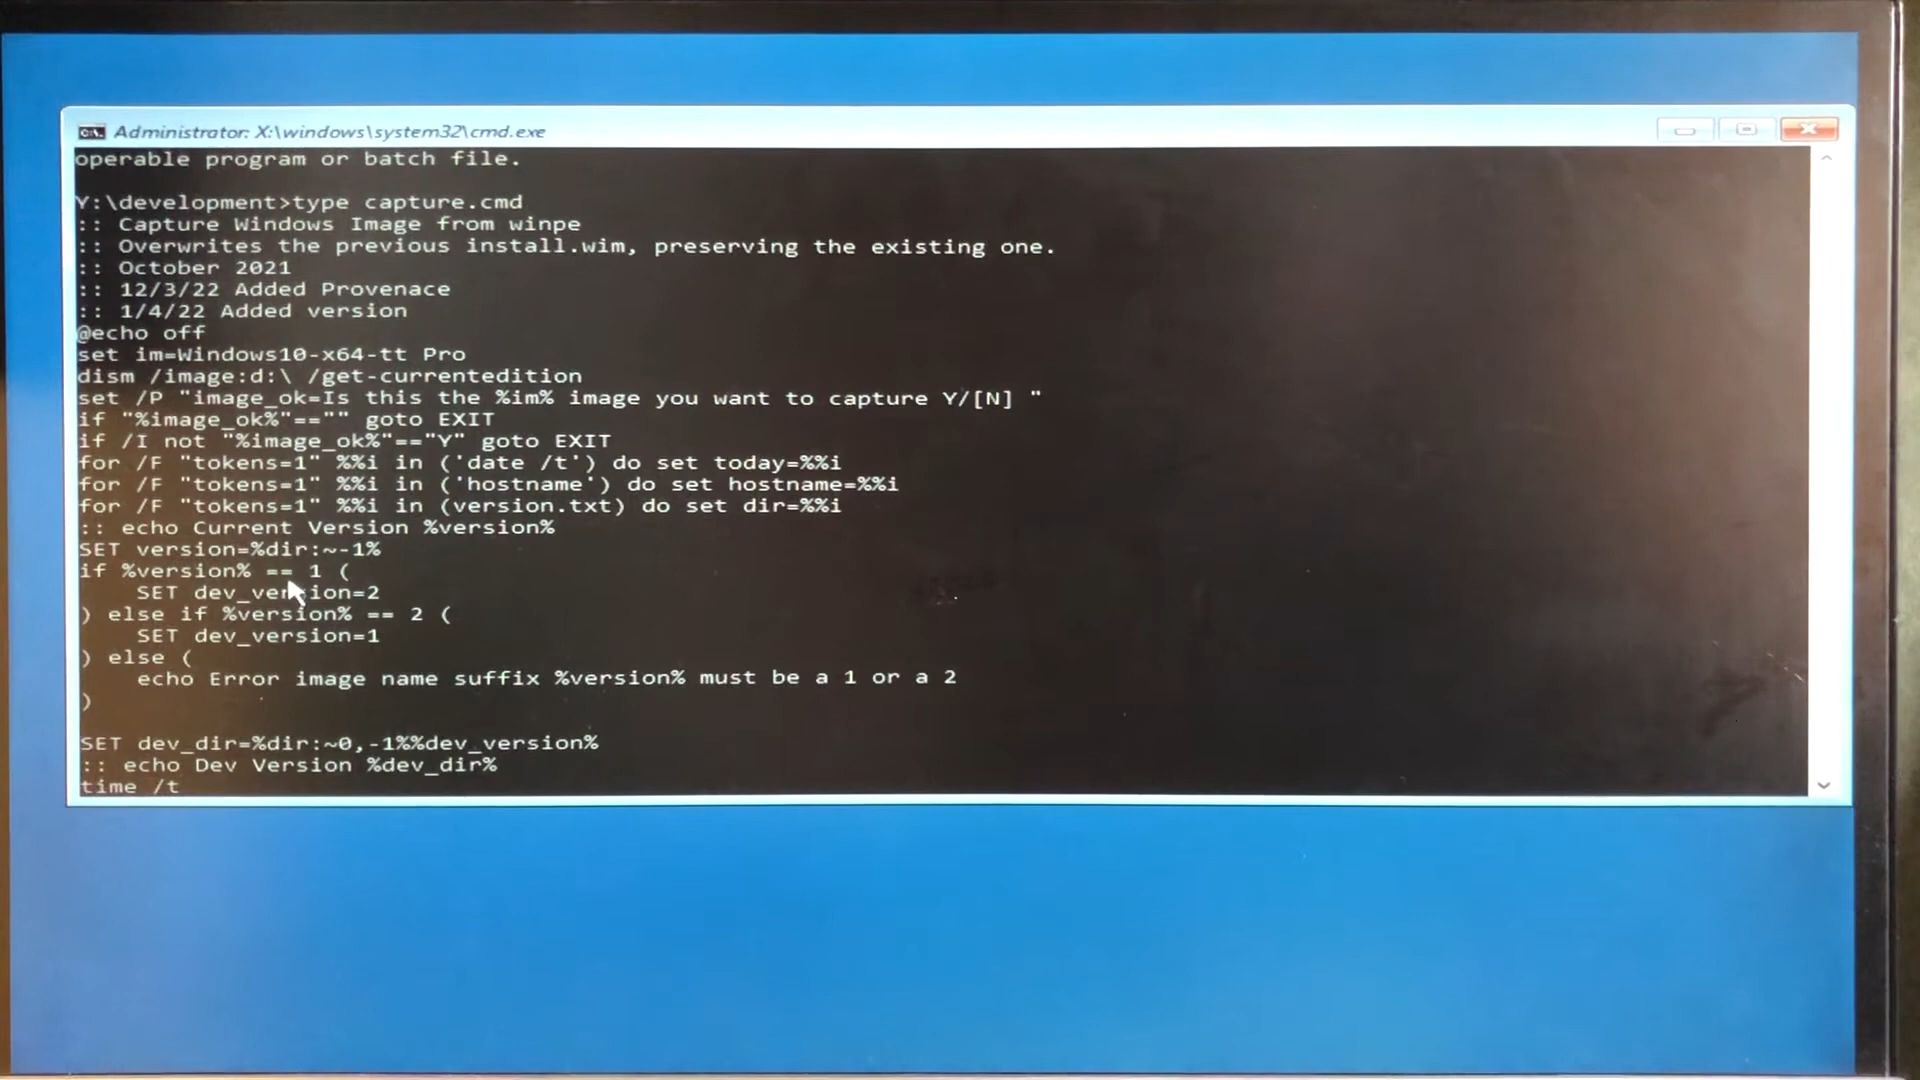 Administrator: X:\windows\system32\cmd.exe
operable program or batch file.
Y:\development>type capture.cmd
:: Capture Windows Image from winpe
:: Overwrites the previous install.wim, preserving the existing one.
:: October 2021
:: 12/3/22 Added Provenace
:: 1/4/22 Added version
@echo off
set im=Windows10-x64-tt Pro
dism /image:d:\ /get-currentedition
set /P "image_ok=Is this the %im% image you want to capture Y/[N] "
if "%image_ok%"=="" goto EXIT
if /I not "%image_ok%"=="Y" goto EXIT
for /F "tokens=1" %%i in ('date /t') do set today=%%i
for /F "tokens=1" %%i in ('hostname') do set hostname=%%i
for /F "tokens=1" %%i in (version.txt) do set dir=%%i
:: echo Current Version %version%
SET version=%dir:~-1%
if %version% == 1 (
    SET dev_version=2
) else if %version% == 2 (
    SET dev_version=1
) else (
    echo Error image name suffix %version% must be a 1 or a 2
)
SET dev_dir=%dir:~0,-1%%dev_version%
:: echo Dev Version %dev_dir%
time /t